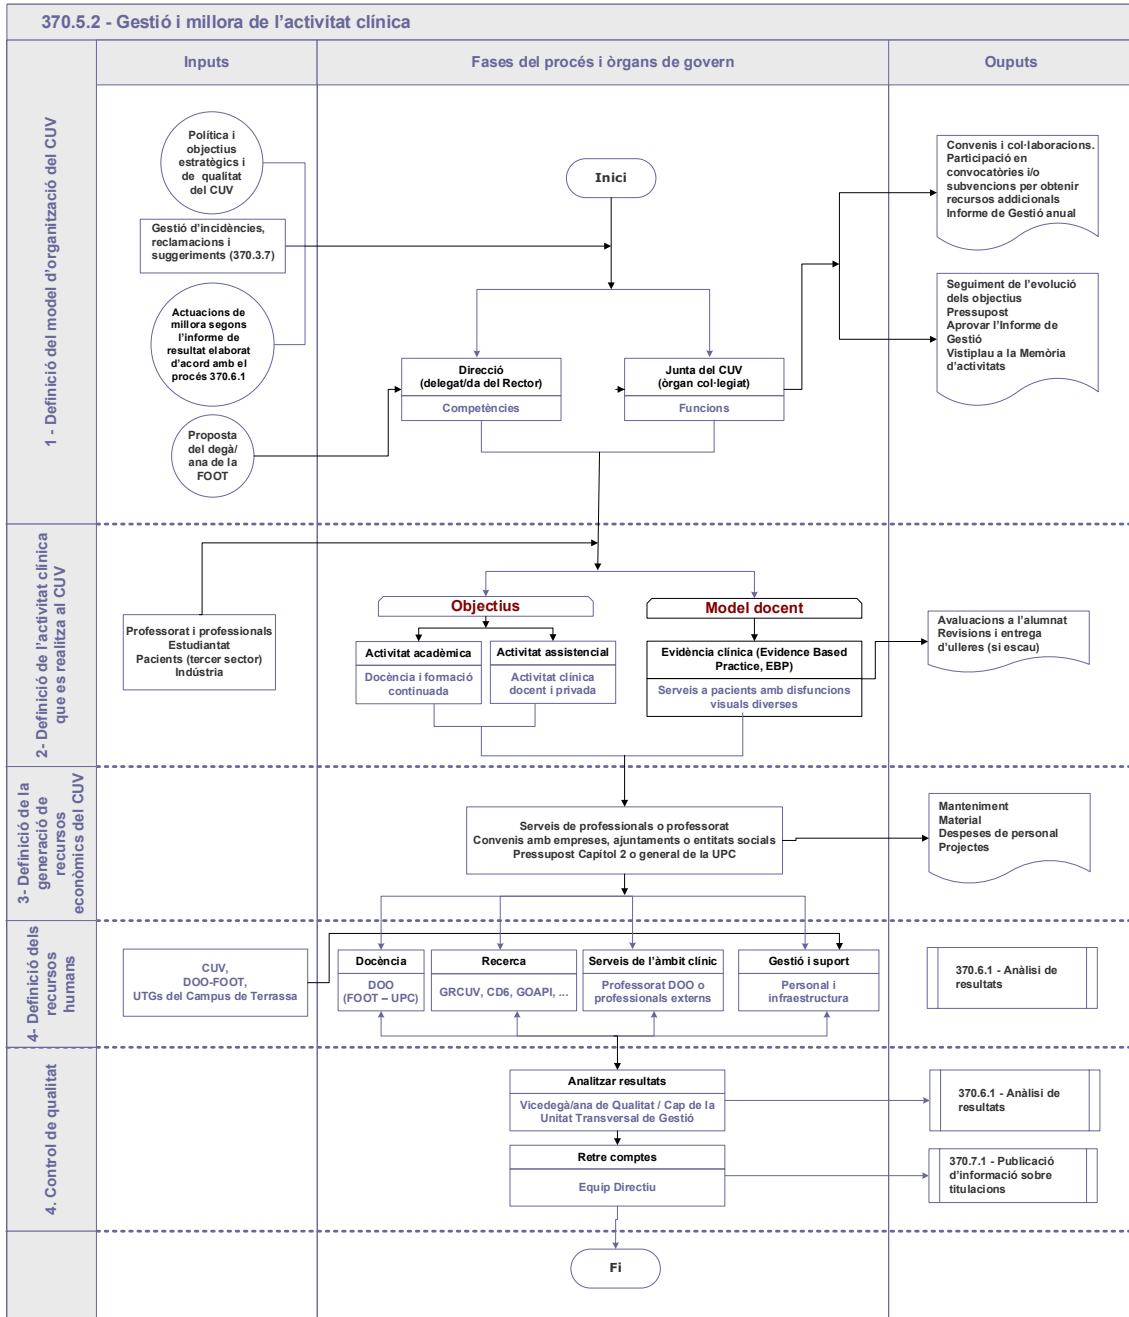 370.5.2 - Gestió i millora de l'activitat clínica
Inputs
Fases del procés i òrgans de govern
Ouputs
1 - Definició del model d'organització del CUV
Política i
objectius
estratègics i
de qualitat
del CUV
Gestió d'incidències,
reclamacions i
suggeriments (370.3.7)
Actuacions de
millora segons
l'informe de
resultat elaborat
d'acord amb el
procés 370.6.1
Proposta
del degà/
ana de la
FOOT
Inici
Direcció
(delegat/da del Rector)
Competències
Junta del CUV
(òrgan col·legiat)
Funcions
Convenis i col·laboracions.
Participació en
convocatòries i/o
subvencions per obtenir
recursos addicionals
Informe de Gestió anual
Seguiment de l'evolució
dels objectius
Pressupost
Aprovar l'Informe de
Gestió
Vistiplau a la Memòria
d'activitats
2- Definició de l'activitat clínica
que es realitza al CUV
Professorat i professionals
Estudiantat
Pacients (tercer sector)
Indústria
Objectius
Activitat acadèmica
Docència i formació
continuada
Activitat assistencial
Activitat clínica
docent i privada
Model docent
Evidència clínica (Evidence Based
Practice, EBP)
Serveis a pacients amb disfuncions
visuals diverses
Avaluacions a l'alumnat
Revisions i entrega
d'ulleres (si escau)
3- Definició de la
generació de
recursos
econòmics del CUV
Serveis de professionals o professorat
Convenis amb empreses, ajuntaments o entitats socials
Pressupost Capítol 2 o general de la UPC
Manteniment
Material
Despeses de personal
Projectes
4- Definició dels
recursos
humans
CUV,
DOO-FOOT,
UTGs del Campus de Terrassa
Docència
DOO
(FOOT – UPC)
Recerca
GRCUV, CD6, GOAPI, ...
Serveis de l'àmbit clínic
Professorat DOO o
professionals externs
Gestió i suport
Personal i
infraestructura
370.6.1 - Anàlisi de
resultats
4. Control de qualitat
Analitzar resultats
Vicedegà/ana de Qualitat / Cap de la
Unitat Transversal de Gestió
370.6.1 - Anàlisi de
resultats
Retre comptes
Equip Directiu
370.7.1 - Publicació
d'informació sobre
titulacions
Fi